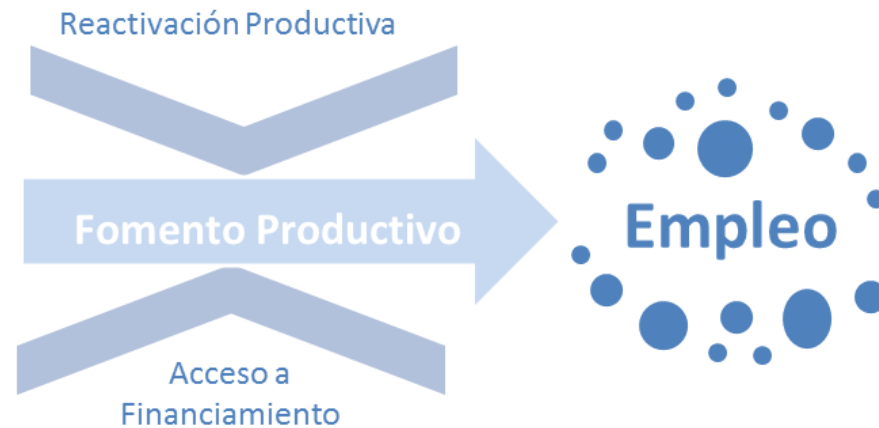 Reactivación Productiva
Fomento Productivo
Empleo
Acceso a
Financiamiento